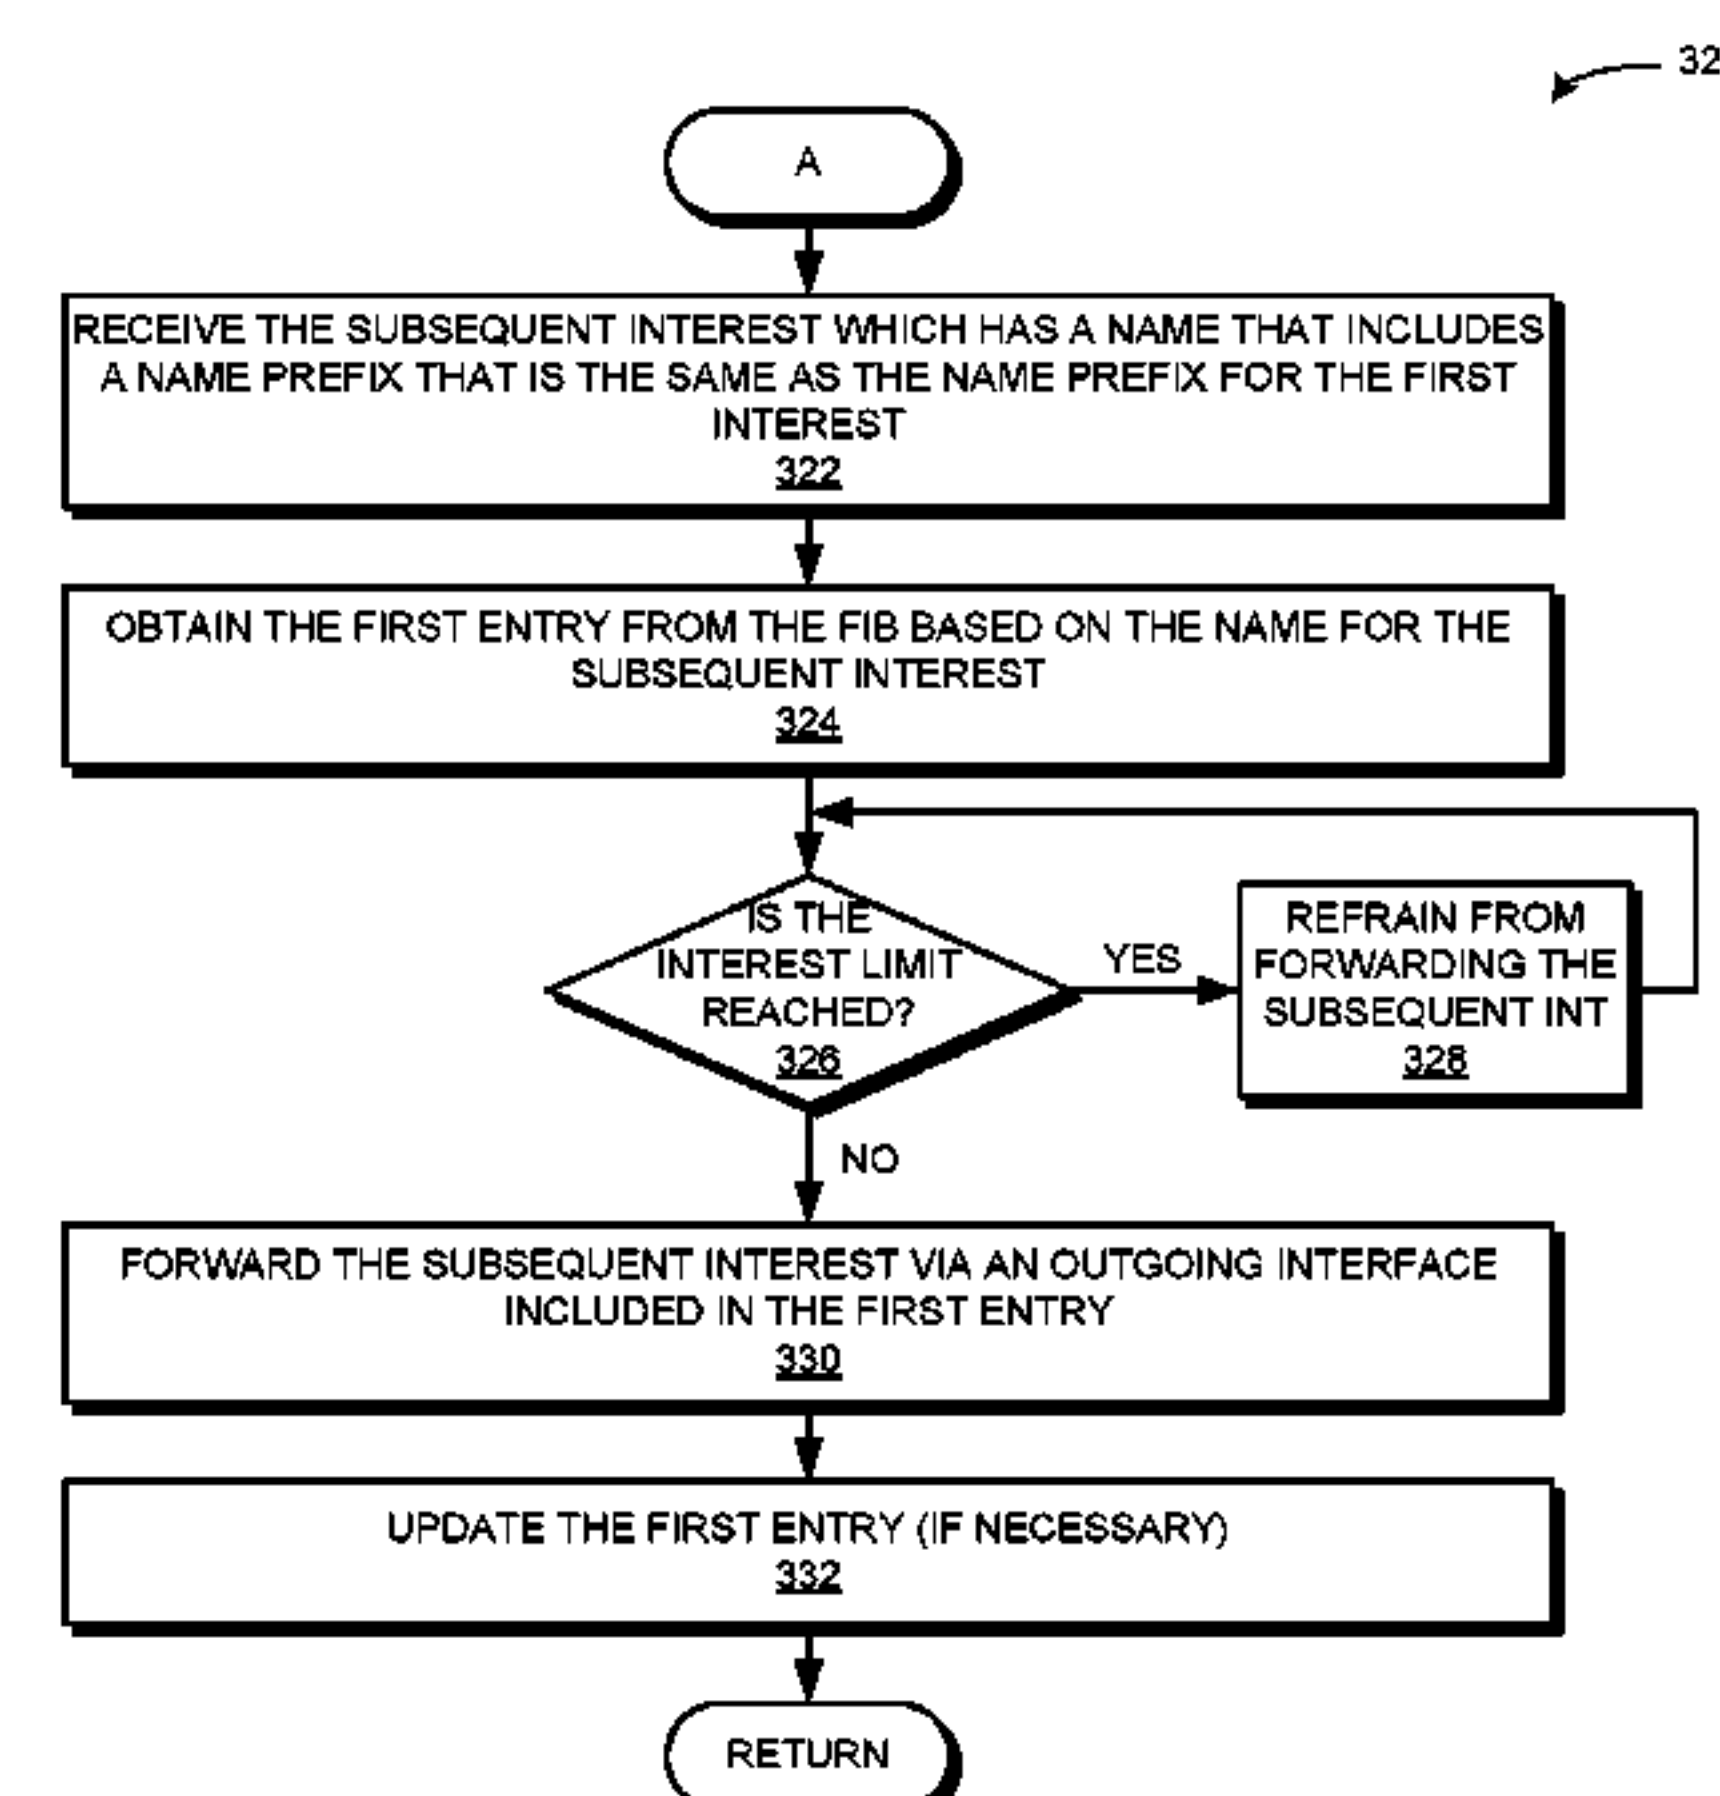 32
A
RECEIVE THE SUBSEQUENT INTEREST WHICH HAS A NAME THAT INCLUDES
A NAME PREFIX THAT IS THE SAME AS THE NAME PREFIX FOR THE FIRST
INTEREST
322
OBTAIN THE FIRST ENTRY FROM THE FIB BASED ON THE NAME FOR THE
SUBSEQUENT INTEREST
324
IS THE
INTEREST LIMIT
REACHED?
326
YES
REFRAIN FROM
FORWARDING THE
SUBSEQUENT INT
328
NO
FORWARD THE SUBSEQUENT INTEREST VIA AN OUTGOING INTERFACE
INCLUDED IN THE FIRST ENTRY
330
UPDATE THE FIRST ENTRY (IF NECESSARY)
332
RETURN